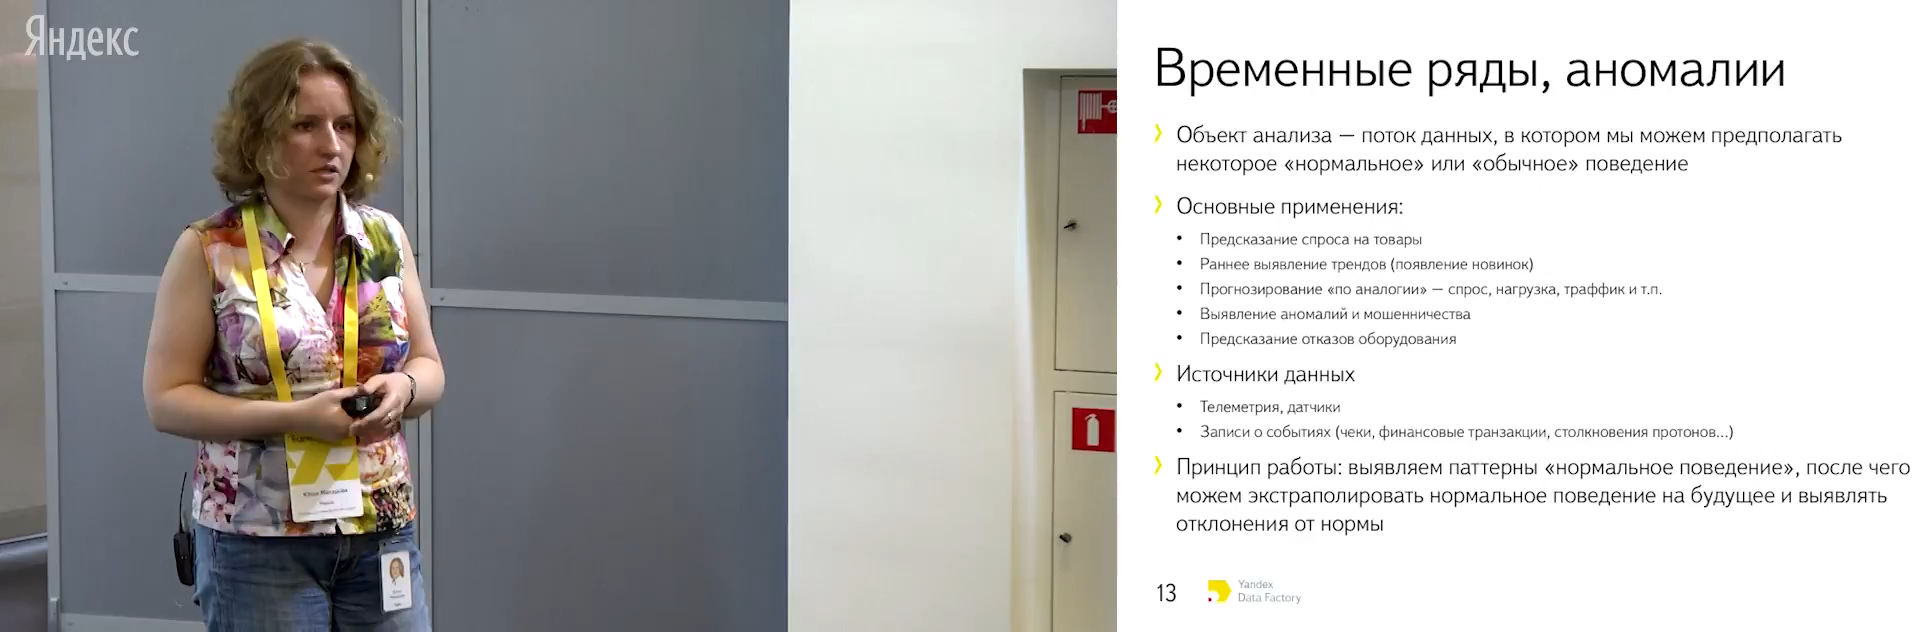 Яндекс
Временные ряды, аномалии
Объект анализа — поток данных, в котором мы можем предполагать
некоторое «нормальное» или «обычное» поведение
Основные применения:
Предсказание спроса на товары
Раннее выявление трендов (появление новинок)
Прогнозирование «по аналогии» — спрос, нагрузка, траффик и т.п.
Выявление аномалий и мошенничества
Предсказание отказов оборудования
Источники данных
Телеметрия, датчики
Записи о событиях (чеки, финансовые транзакции, столкновения протонов...)
Принцип работы: выявляем паттерны «нормальное поведение», после чего
можем экстраполировать нормальное поведение на будущее и выявлять
отклонения от нормы
13
Yandex
Data Factory